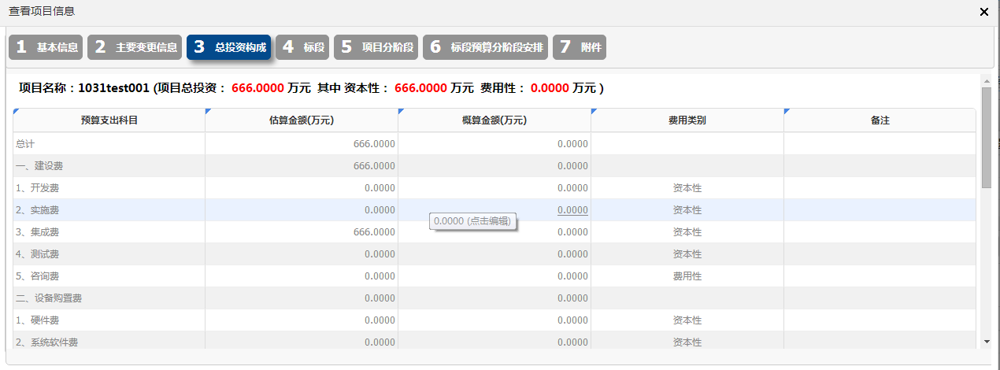 查看项目信息
1 基本信息 2 主要变更信息 3 总投资构成 4 标段 5 项目分阶段 6 标段预算分阶段安排 7 附件
项目名称：1031test001 (项目总投资： 666.0000 万元 其中 资本性： 666.0000 万元 费用性： 0.0000 万元 )
预算支出科目 估算金额(万元) 概算金额(万元) 费用类别 备注
总计 666.0000 0.0000
一、建设费 666.0000 0.0000
1、开发费 0.0000 0.0000 资本性
2、实施费 0.0000 0.0000 资本性
0.0000 (点击编辑)
3、集成费 666.0000 0.0000 资本性
4、测试费 0.0000 0.0000 资本性
5、咨询费 0.0000 0.0000 费用性
二、设备购置费 0.0000 0.0000
1、硬件费 0.0000 0.0000 资本性
2、系统软件费 0.0000 0.0000 资本性